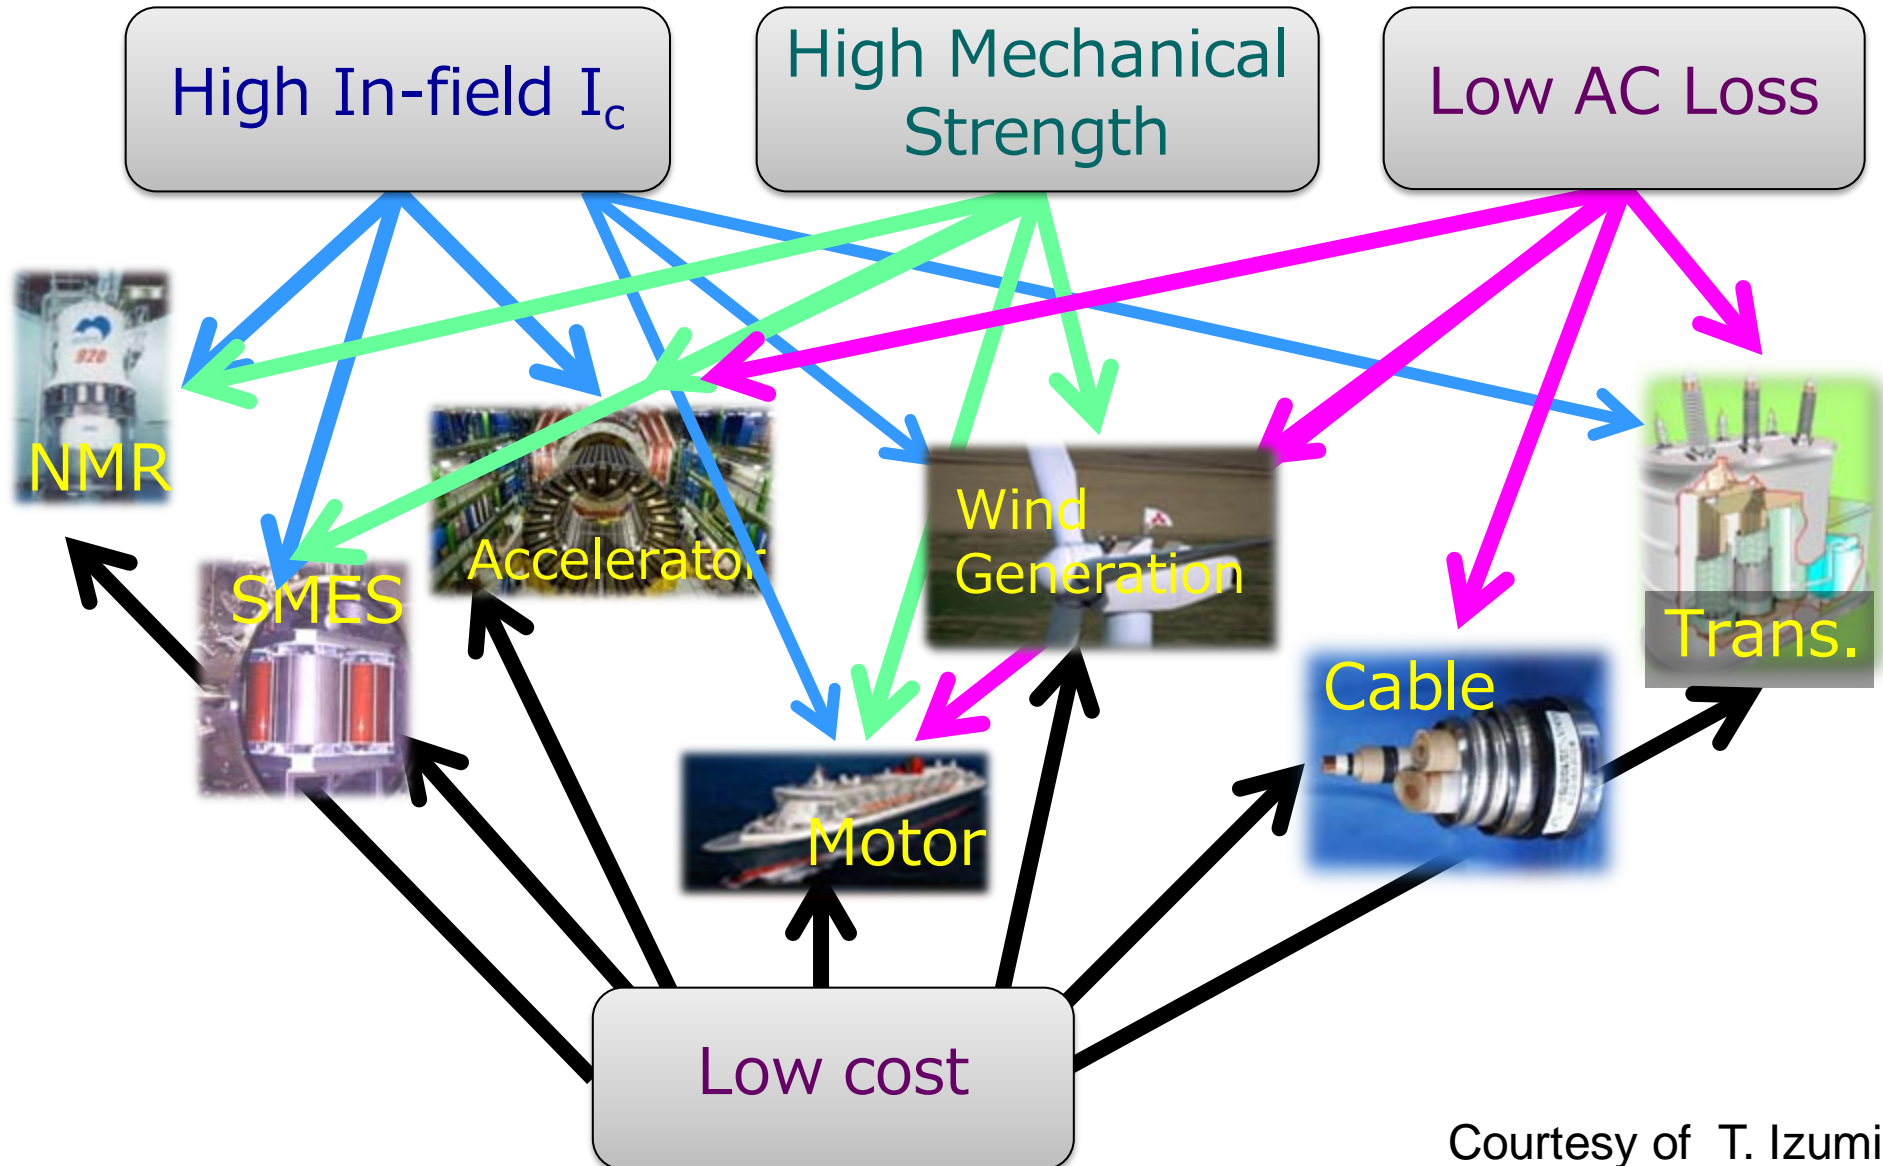 High In-field Ic
High Mechanical
Strength
Low AC Loss
920
NMR
SMES
Accelerator
Wind
Generation
Motor
Cable
Trans.
Low cost
Courtesy of T. Izumi